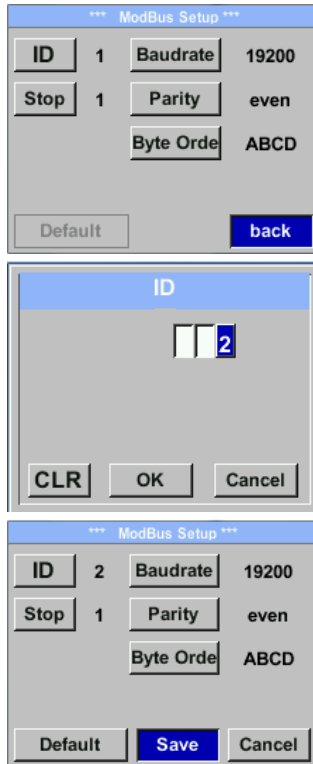 *** ModBus Setup ***
ID 1 Baudrate 19200
Stop 1 Parity even
Byte Orde ABCD
Default back
ID
2
CLR OK Cancel
*** ModBus Setup ***
ID 2 Baudrate 19200
Stop 1 Parity even
Byte Orde ABCD
Default Save Cancel